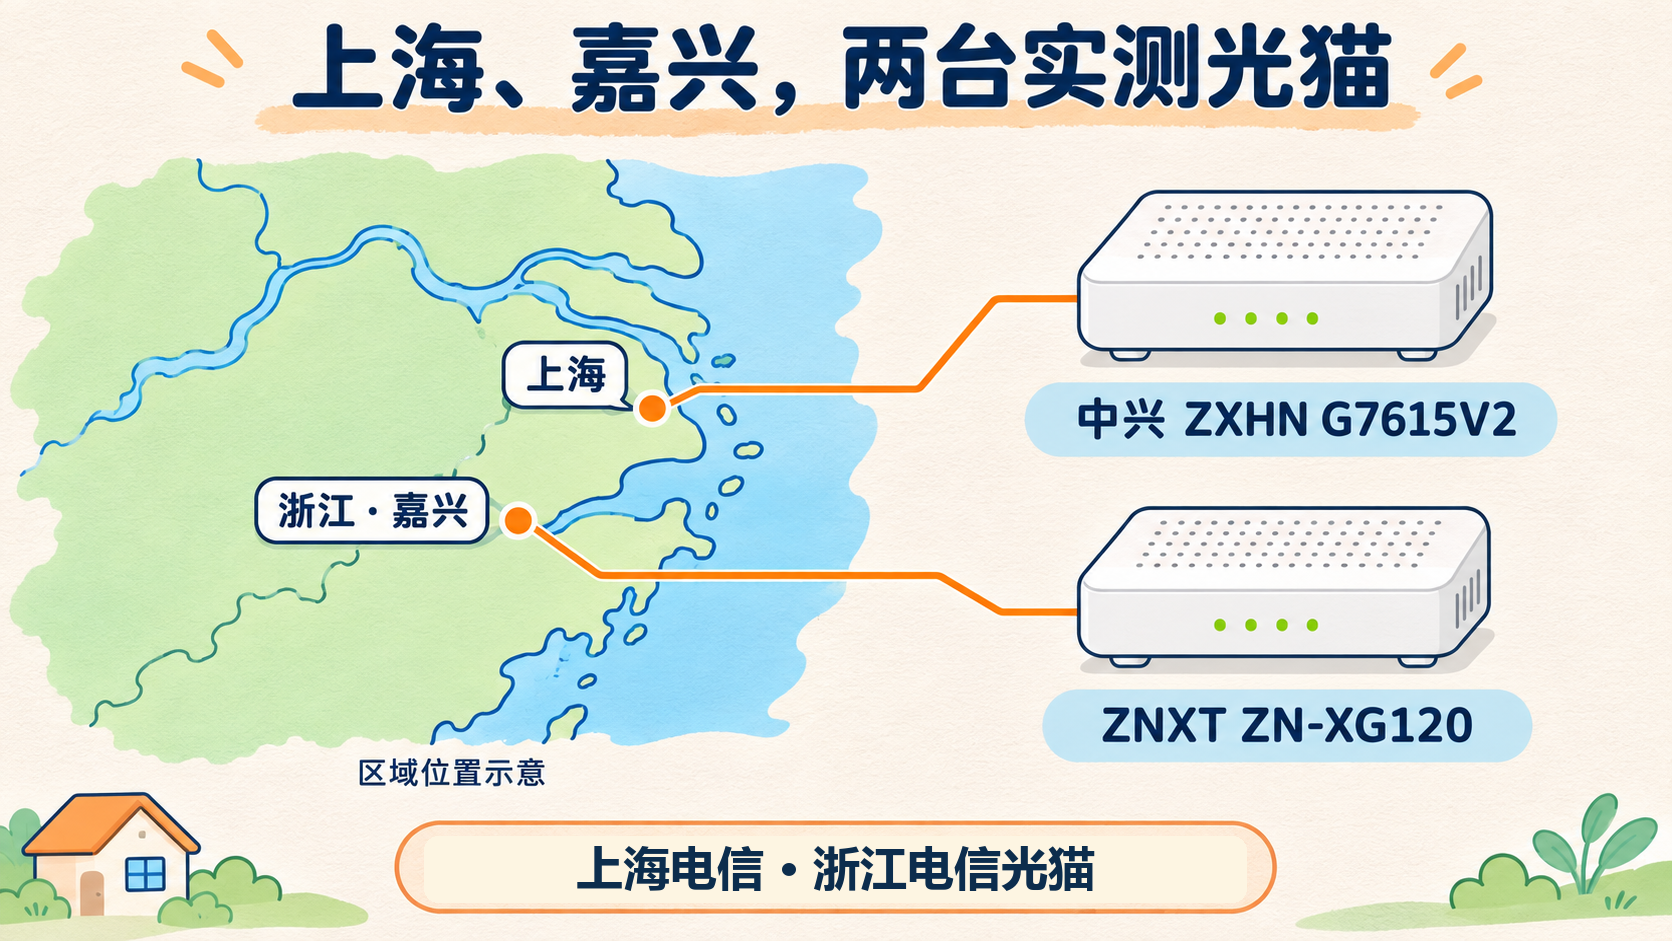 上海、嘉兴，两台实测光猫
上海
中兴 ZXHN G7615V2
浙江·嘉兴
ZNXT ZN-XG120
区域位置示意
上海电信·浙江电信光猫